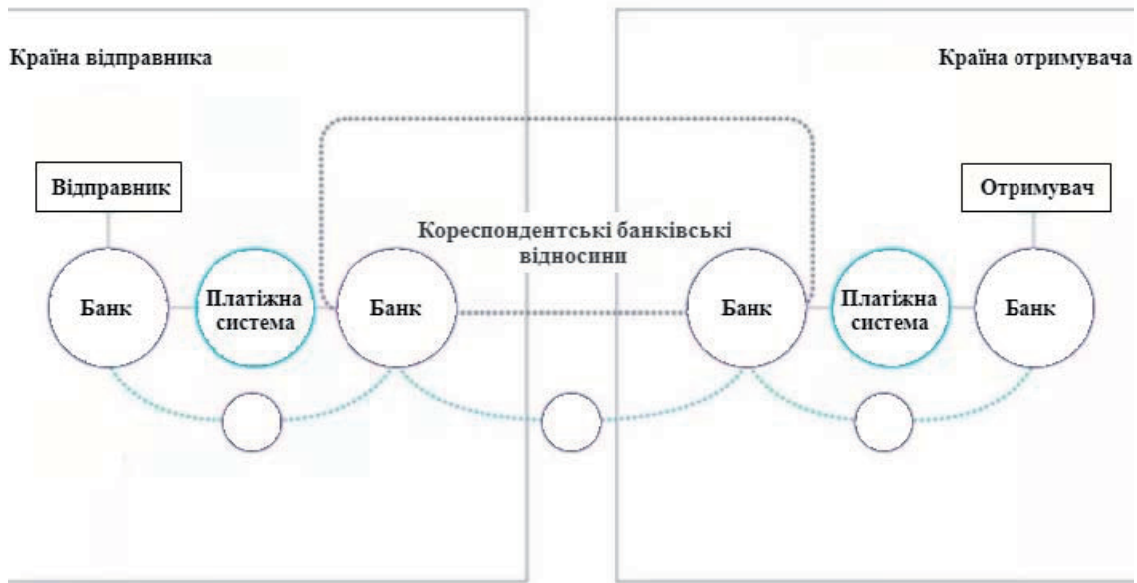 Країна відправника
Країна отримувача
Відправник
Отримувач
Кореспондентські банківські
відносини
Банк
Платіжна
система
Банк
Банк
Платіжна
система
Банк